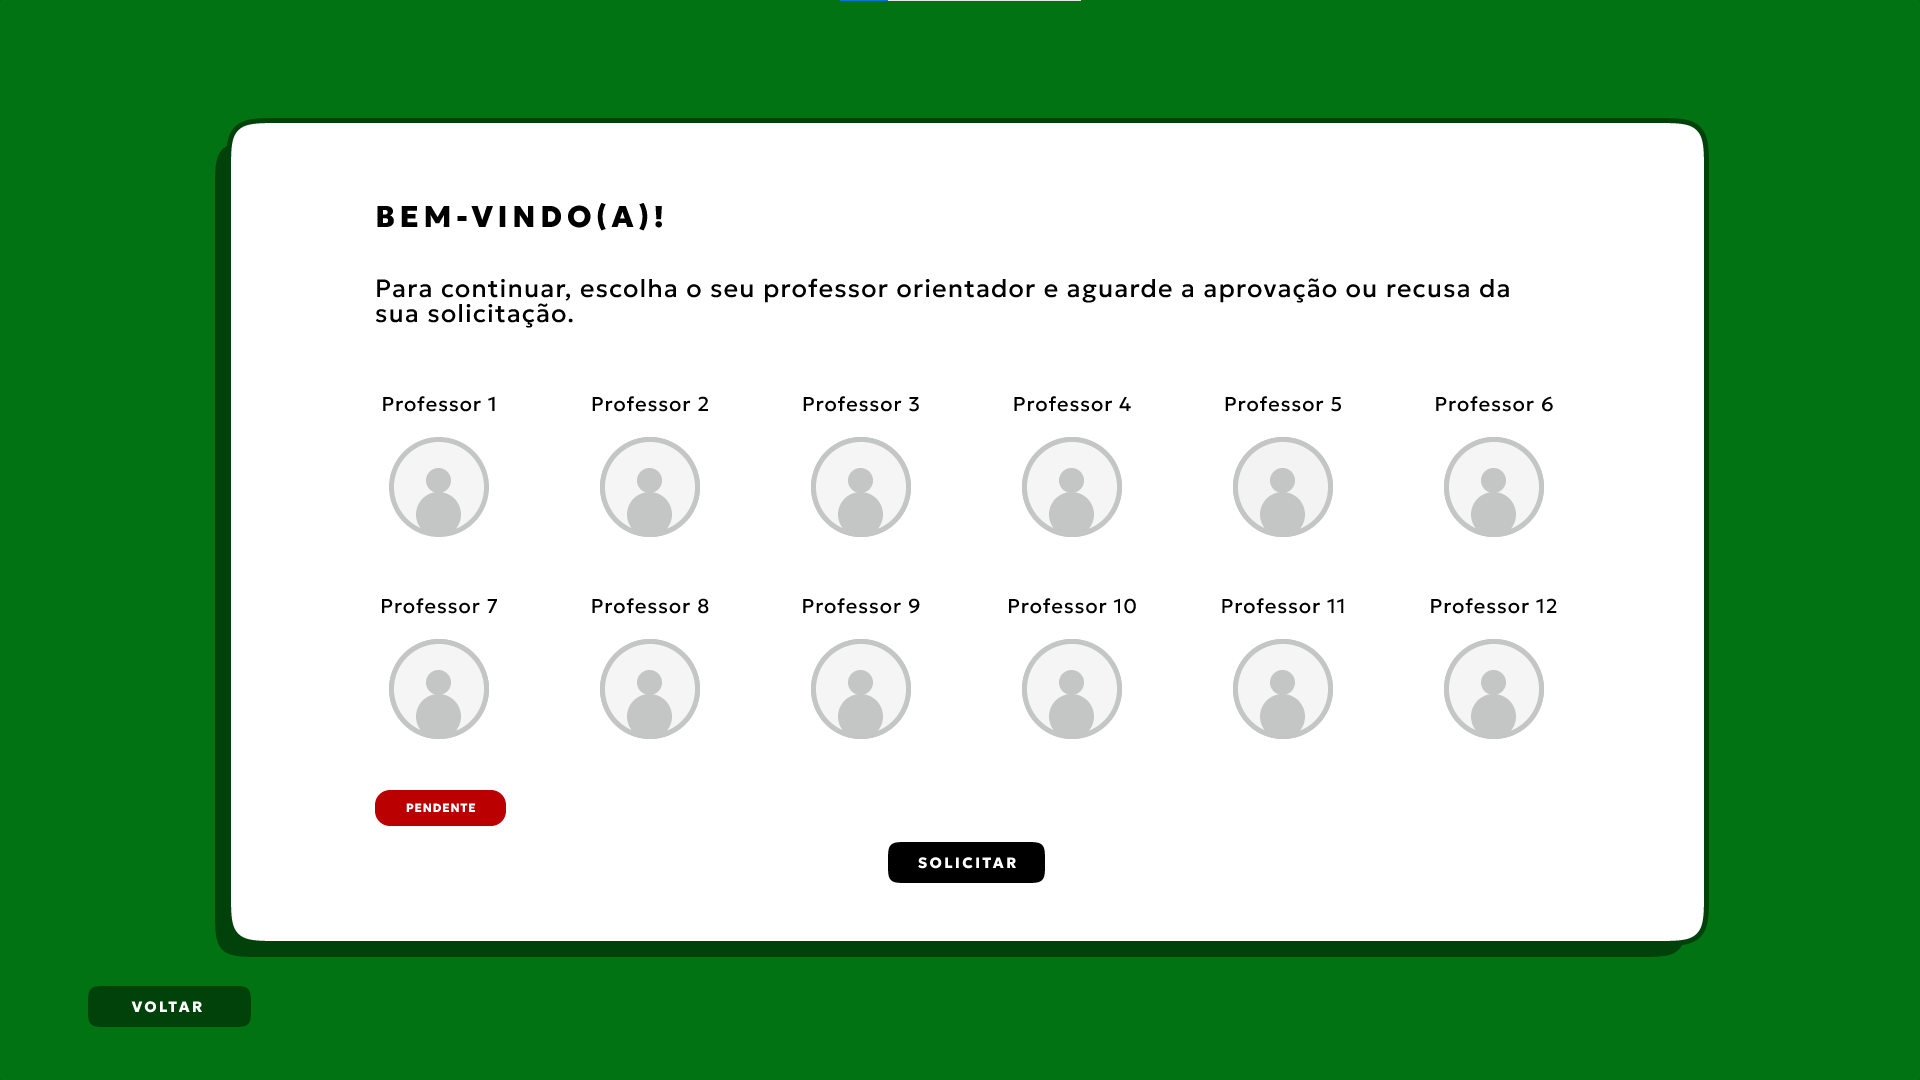 BEM-VINDO(A)!
Para continuar, escolha o seu professor orientador e aguarde a aprovação ou recusa da
sua solicitação.
Professor 1
Professor 2
Professor 3
Professor 4
Professor 5
Professor 6
Professor 7
Professor 8
Professor 9
Professor 10
Professor 11
Professor 12
PENDENTE
SOLICITAR
VOLTAR